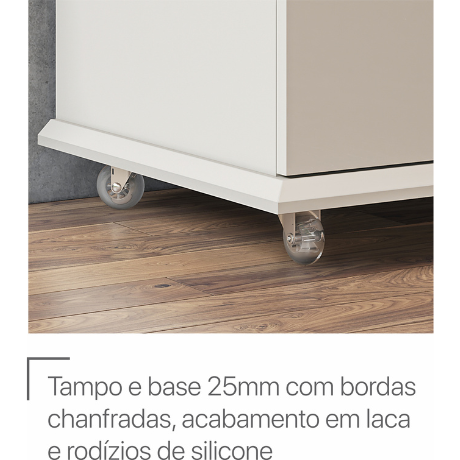 Tampo e base 25mm com bordas
chanfradas, acabamento em laca
e rodízios de silicone